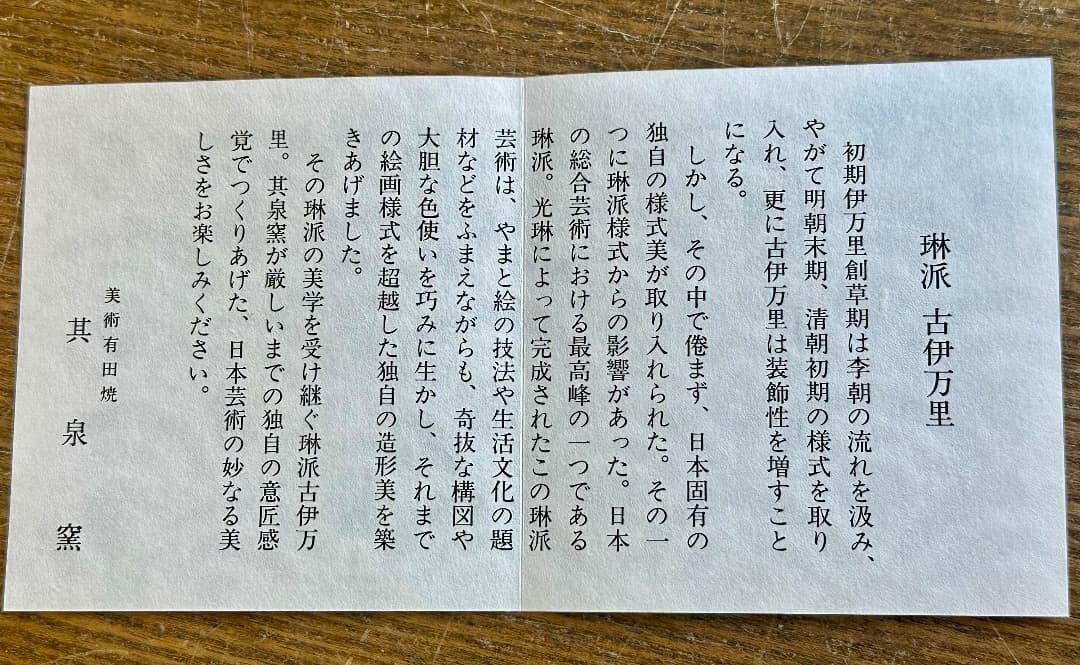 琳派 古伊万里
初期伊万里創草期は李朝の流れを汲み、
やがて明朝末期、清朝初期の様式を取り
入れ、更に古伊万里は装飾性を増すこと
になる。
しかし、その中で倦まず、日本固有の
独自の様式美が取り入れられた。その一
つに琳派様式からの影響があった。日本
の総合芸術における最高峰の一つである
琳派。光琳によって完成されたこの琳派
芸術は、やまと絵の技法や生活文化の題
材などをふまえながらも、奇抜な構図や
大胆な色使いを巧みに生かし、それまで
の絵画様式を超越した独自の造形美を築
きあげました。
その琳派の美学を受け継ぐ琳派古伊万
里。其泉窯が厳しいまでの独自の意匠感
覚でつくりあげた、日本芸術の妙なる美
しさをお楽しみください。
美術有田焼
其泉窯